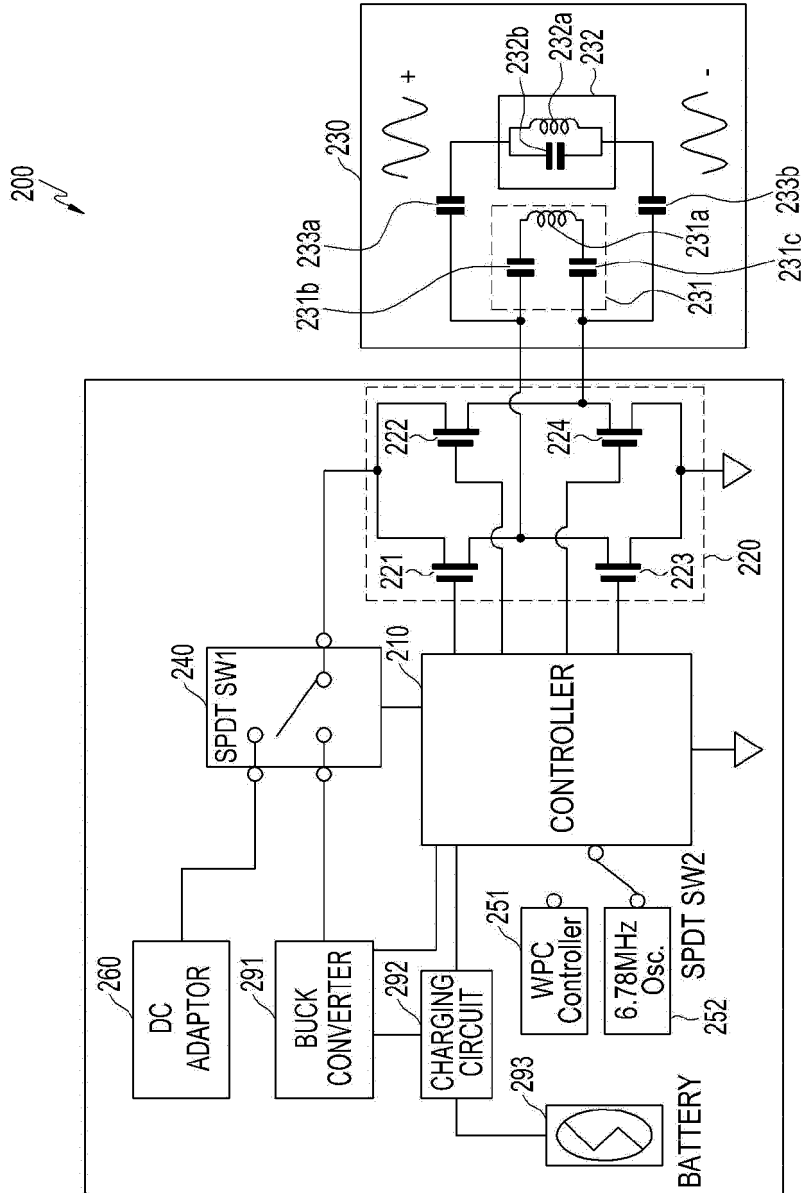 200
230
233a
232b
232a
232
+
-
231b
231a
231c
231
233b
240
SPDT SW1
210
CONTROLLER
221
222
223
224
220
260
DC
ADAPTOR
291
BUCK
CONVERTER
292
CHARGING
CIRCUIT
251
WPC
Controller
6.78MHz
Osc.
252
SPDT SW2
293
BATTERY